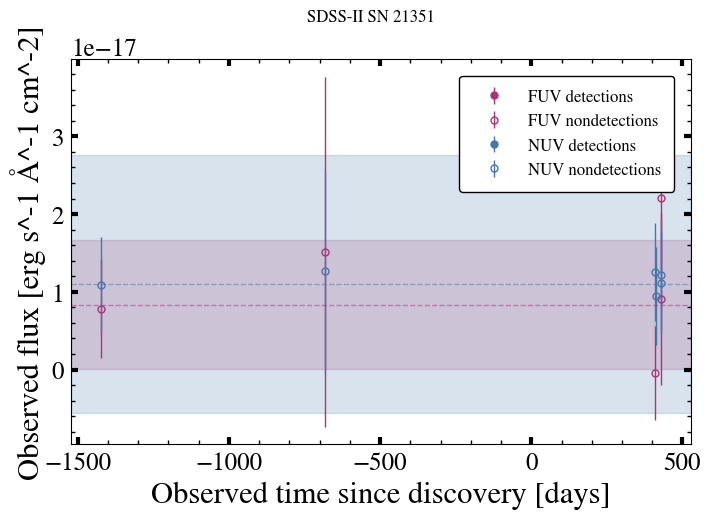 SDSS-II SN 21351
1e−17
FUV detections
FUV nondetections
NUV detections
NUV nondetections
3
2
1
0
Observed flux [erg s^-1 Å^-1 cm^-2]
−1500
−1000
−500
0
500
Observed time since discovery [days]